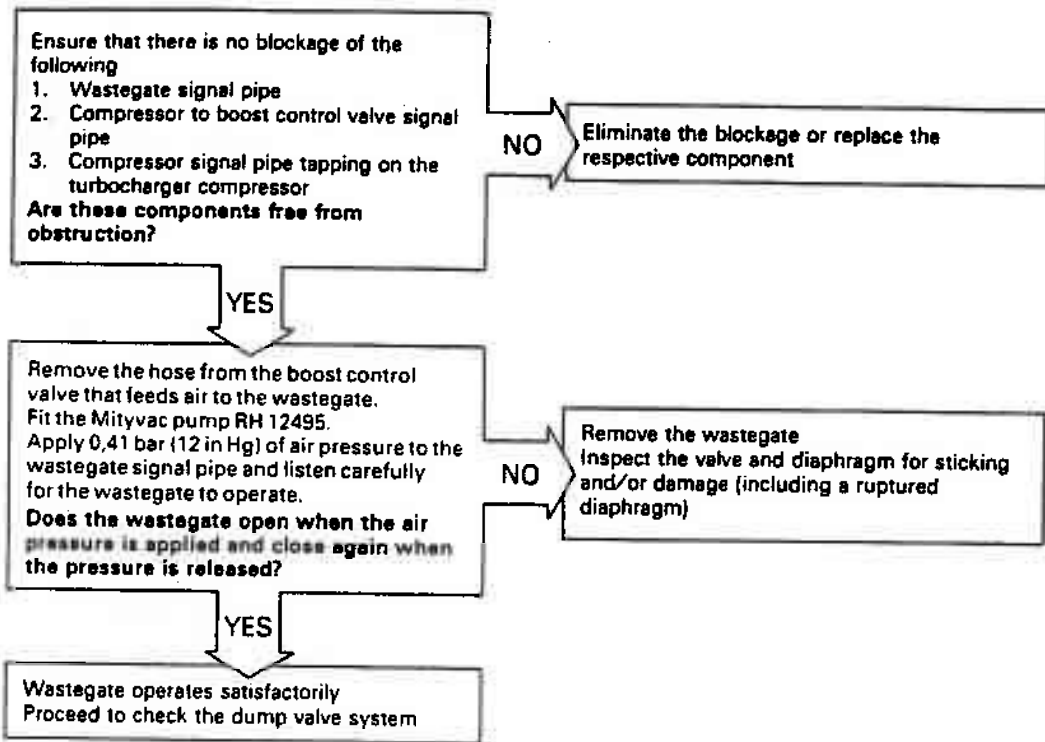 Ensure that there is no blockage of the
following
1. Wastegate signal pipe
2. Compressor to boost control valve signal
pipe
3. Compressor signal pipe tapping on the
turbocharger compressor
Are these components free from
obstruction?
NO
Eliminate the blockage or replace the
respective component
YES
Remove the hose from the boost control
valve that feeds air to the wastegate.
Fit the Mityvac pump RH 12495.
Apply 0,41 bar (12 in Hg) of air pressure to the
wastegate signal pipe and listen carefully
for the wastegate to operate.
Does the wastegate open when the air
pressure is applied and close again when
the pressure is released?
NO
Remove the wastegate
Inspect the valve and diaphragm for sticking
and/or damage (including a ruptured
diaphragm)
YES
Wastegate operates satisfactorily
Proceed to check the dump valve system